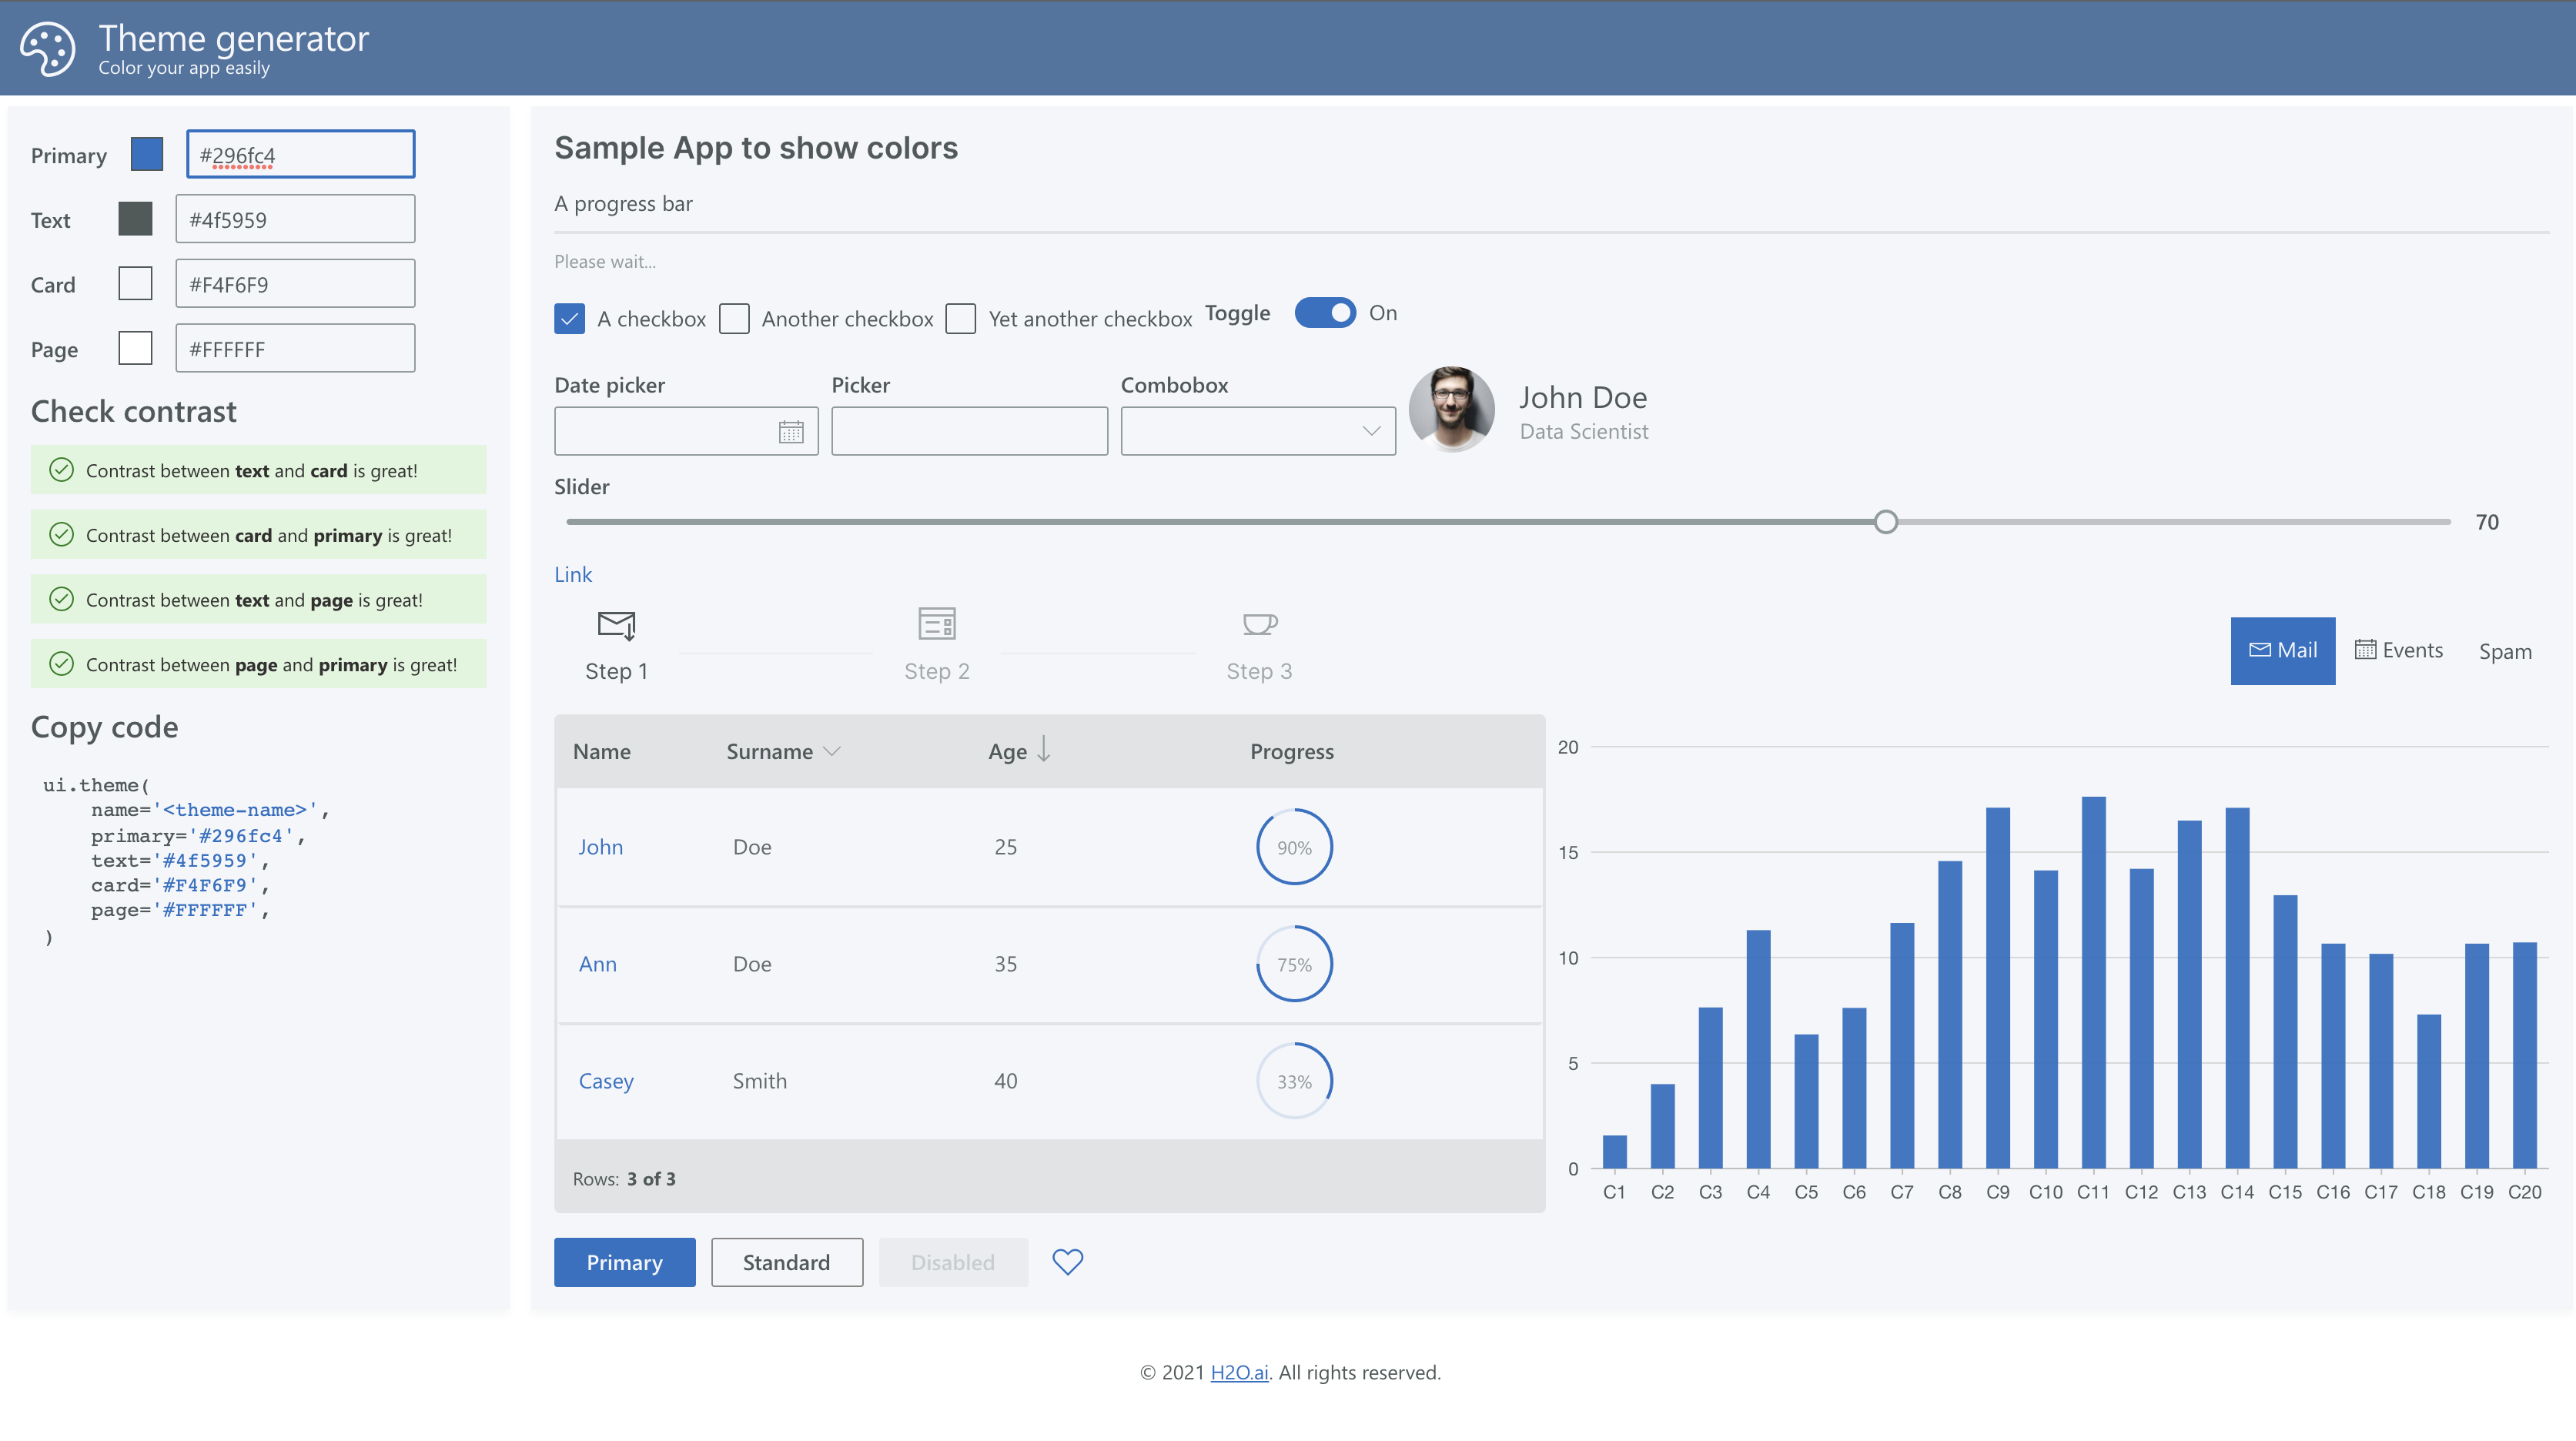 Theme generator
Color your app easily
Primary #296fc4
Text #4f5959
Card #F4F6F9
Page #FFFFFF
Check contrast
Contrast between text and card is great!
Contrast between card and primary is great!
Contrast between text and page is great!
Contrast between page and primary is great!
Copy code
ui.theme(
    name='<theme-name>',
    primary='#296fc4',
    text='#4f5959',
    card='#F4F6F9',
    page='#FFFFFF',
)
Sample App to show colors
A progress bar
Please wait...
A checkbox Another checkbox Yet another checkbox Toggle On
Date picker Picker Combobox
John Doe
Data Scientist
Slider
70
Link
Step 1 Step 2 Step 3
Mail Events Spam
Name Surname Age Progress
John Doe 25 90%
Ann Doe 35 75%
Casey Smith 40 33%
Rows: 3 of 3
20
15
10
5
0
C1 C2 C3 C4 C5 C6 C7 C8 C9 C10 C11 C12 C13 C14 C15 C16 C17 C18 C19 C20
Primary Standard Disabled
© 2021 H2O.ai. All rights reserved.